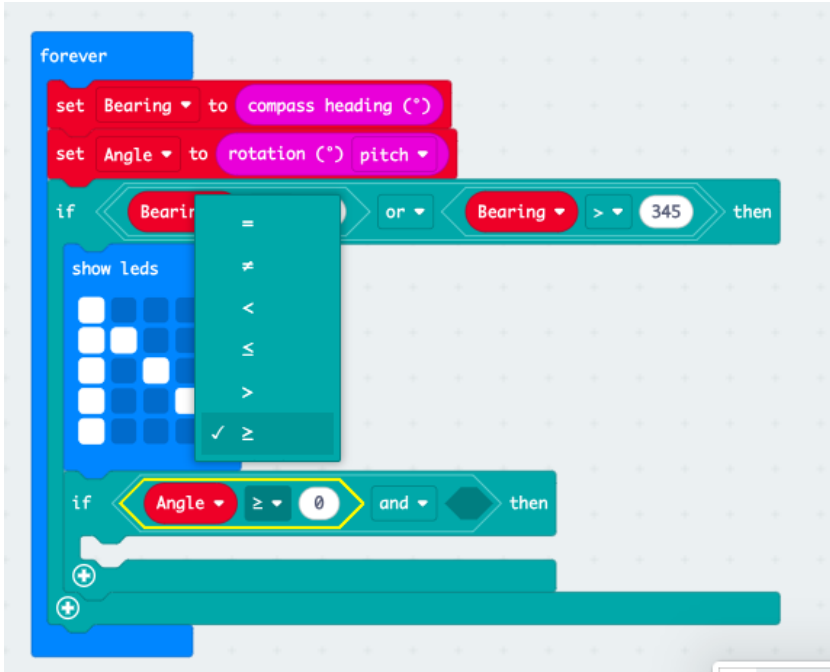 forever
set Bearing to compass heading (°)
set Angle to rotation (°) pitch
if or Bearing > 345 then
=
≠
<
≤
>
✓ ≥
show leds
if Angle ≥ 0 and then